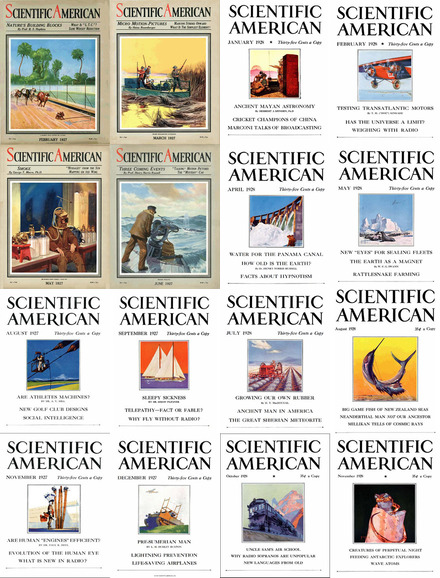 SCIENTIFIC AMERICAN
NATURE'S BUILDING BLOCKS
FEBRUARY 1927
SCIENTIFIC AMERICAN
MICRO MOTION PICTURES
MARCH 1927
SCIENTIFIC
AMERICAN
JANUARY 1928 • Thirty-five Cents a Copy
ANCIENT MAYAN ASTRONOMY
CRICKET CHAMPIONS OF CHINA
MARCONI TALKS OF BROADCASTING
SCIENTIFIC
AMERICAN
FEBRUARY 1928 • Thirty-five Cents a Copy
TESTING TRANSATLANTIC MOTORS
HAS THE UNIVERSE A LIMIT?
WEIGHING WITH RADIO
SCIENTIFIC AMERICAN
SMOKE
MAY 1927
SCIENTIFIC AMERICAN
THREE COMING EVENTS
JUNE 1927
SCIENTIFIC
AMERICAN
APRIL 1928 Thirty-five Cents a Copy
WATER FOR THE PANAMA CANAL
HOW OLD IS THE EARTH?
FACTS ABOUT HYPNOTISM
SCIENTIFIC
AMERICAN
MAY 1928 Thirty-five Cents a Copy
NEW "EYES" FOR SEALING FLEETS
THE EARTH AS A MAGNET
RATTLESNAKE FARMING
SCIENTIFIC
AMERICAN
AUGUST 1927 Thirty-five Cents a Copy
ARE ATHLETES MACHINES?
NEW GOLF CLUB DESIGNS
SOCIAL INTELLIGENCE
SCIENTIFIC
AMERICAN
SEPTEMBER 1927 Thirty-five Cents a Copy
SLEEPY SICKNESS
TELEPATHY—FACT OR FABLE?
WHY FLY WITHOUT RADIO?
SCIENTIFIC
AMERICAN
JULY 1928 Thirty-five Cents a Copy
GROWING OUR OWN RUBBER
ANCIENT MAN IN AMERICA
THE GREAT SIBERIAN METEORITE
SCIENTIFIC
AMERICAN
August 1928 35¢ a Copy
BIG GAME FISH OF NEW ZEALAND SEAS
NEANDERTHAL MAN NOT OUR ANCESTOR
MILLIKAN TELLS OF COSMIC RAYS
SCIENTIFIC
AMERICAN
NOVEMBER 1927 Thirty-five Cents a Copy
ARE HUMAN "ENGINES" EFFICIENT?
EVOLUTION OF THE HUMAN EYE
WHAT IS NEW IN RADIO?
SCIENTIFIC
AMERICAN
DECEMBER 1927 Thirty-five Cents a Copy
PRESUMERIAN MAN
LIGHTNING PREVENTION
LIFE-SAVING AIRPLANES
SCIENTIFIC
AMERICAN
October 1928 35¢ a Copy
UNCLE SAM'S AIR SCHOOL
WHY RADIO SOPRANOS ARE UNPOPULAR
NEW LANGUAGES FROM OLD
SCIENTIFIC
AMERICAN
November 1928 35¢ a Copy
CREATURES OF PERPETUAL NIGHT
FEEDING ANTARCTIC EXPLORERS
WAVE ATOMS